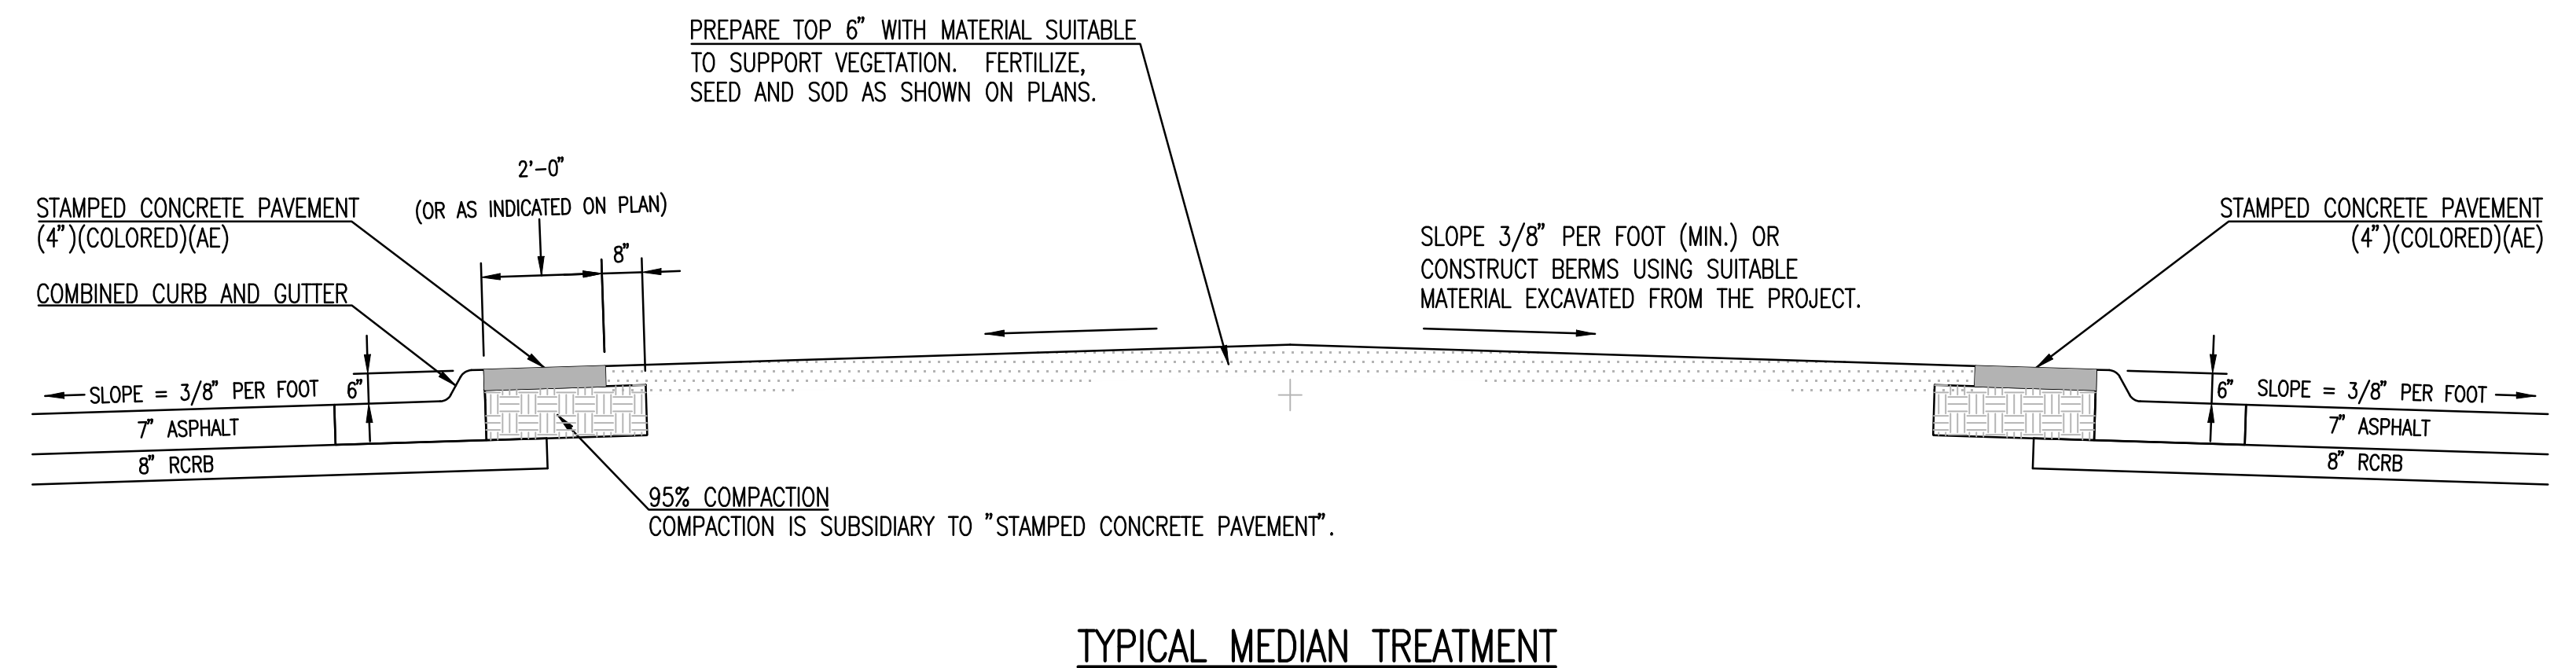 PREPARE TOP 6" WITH MATERIAL SUITABLE
TO SUPPORT VEGETATION. FERTILIZE,
SEED AND SOD AS SHOWN ON PLANS.
2'-0"
(OR AS INDICATED ON PLAN)
8"
STAMPED CONCRETE PAVEMENT
(4")(COLORED)(AE)
COMBINED CURB AND GUTTER
SLOPE = 3/8" PER FOOT
6"
7" ASPHALT
8" RCRB
95% COMPACTION
COMPACTION IS SUBSIDIARY TO "STAMPED CONCRETE PAVEMENT".
SLOPE 3/8" PER FOOT (MIN.) OR
CONSTRUCT BERMS USING SUITABLE
MATERIAL EXCAVATED FROM THE PROJECT.
STAMPED CONCRETE PAVEMENT
(4")(COLORED)(AE)
6"
SLOPE = 3/8" PER FOOT
7" ASPHALT
8" RCRB
TYPICAL MEDIAN TREATMENT